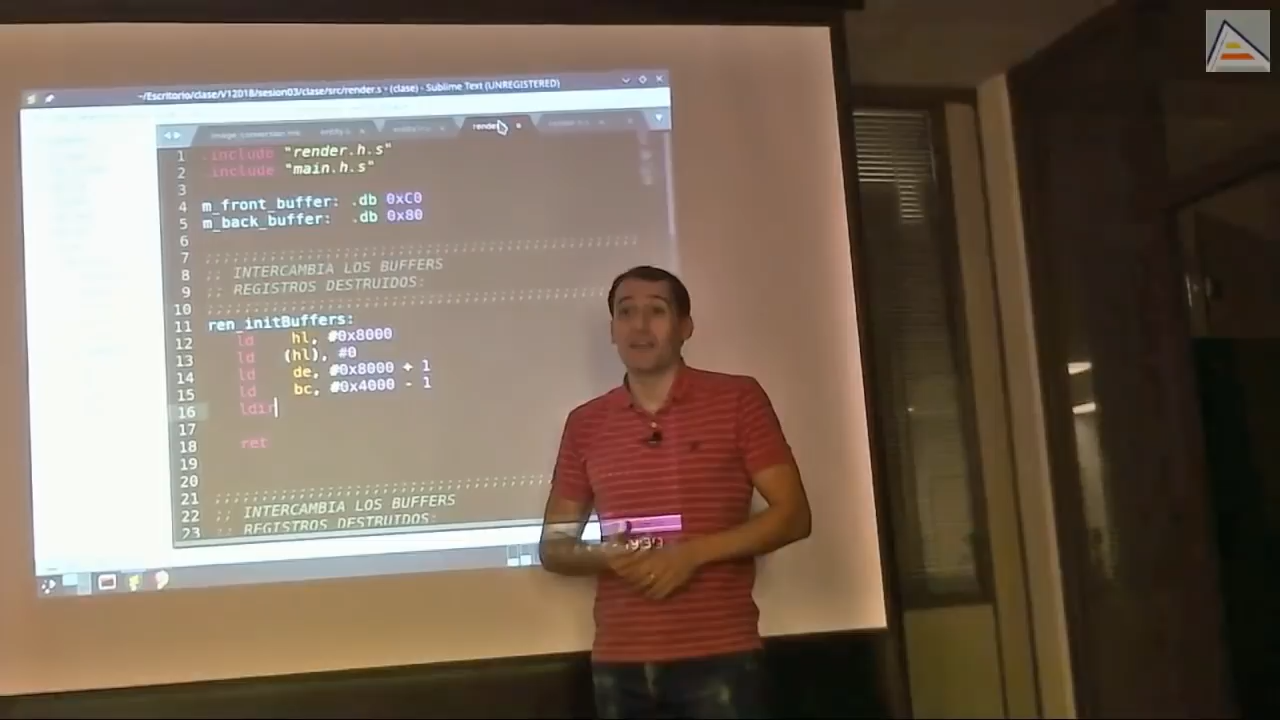 ~/Escritorio/clase/V12018/sesion03/clase/src/render.s • (clase) - Sublime Text (UNREGISTERED)
1 .include "render.h.s"
2 .include "main.h.s"
3
4 m_front_buffer: .db 0xC0
5 m_back_buffer: .db 0x80
6
7 ;;;;;;;;;;;;;;;;;;;;;;;;;;;;;;;;;;;;;;;;
8 ;; INTERCAMBIA LOS BUFFERS
9 ;; REGISTROS DESTRUIDOS:
10 ;;;;;;;;;;;;;;;;;;;;;;;;;;;;;;;;;;;;;;;;
11 ren_initBuffers:
12 ld hl, #0x8000
13 ld (hl), #0
14 ld de, #0x8000 + 1
15 ld bc, #0x4000 - 1
16 ldir
17
18 ret
19
20
21 ;;;;;;;;;;;;;;;;;;;;;;;;;;;;;;;;
22 ;; INTERCAMBIA LOS BUFFERS
23 ;; REGISTROS DESTRUIDOS: